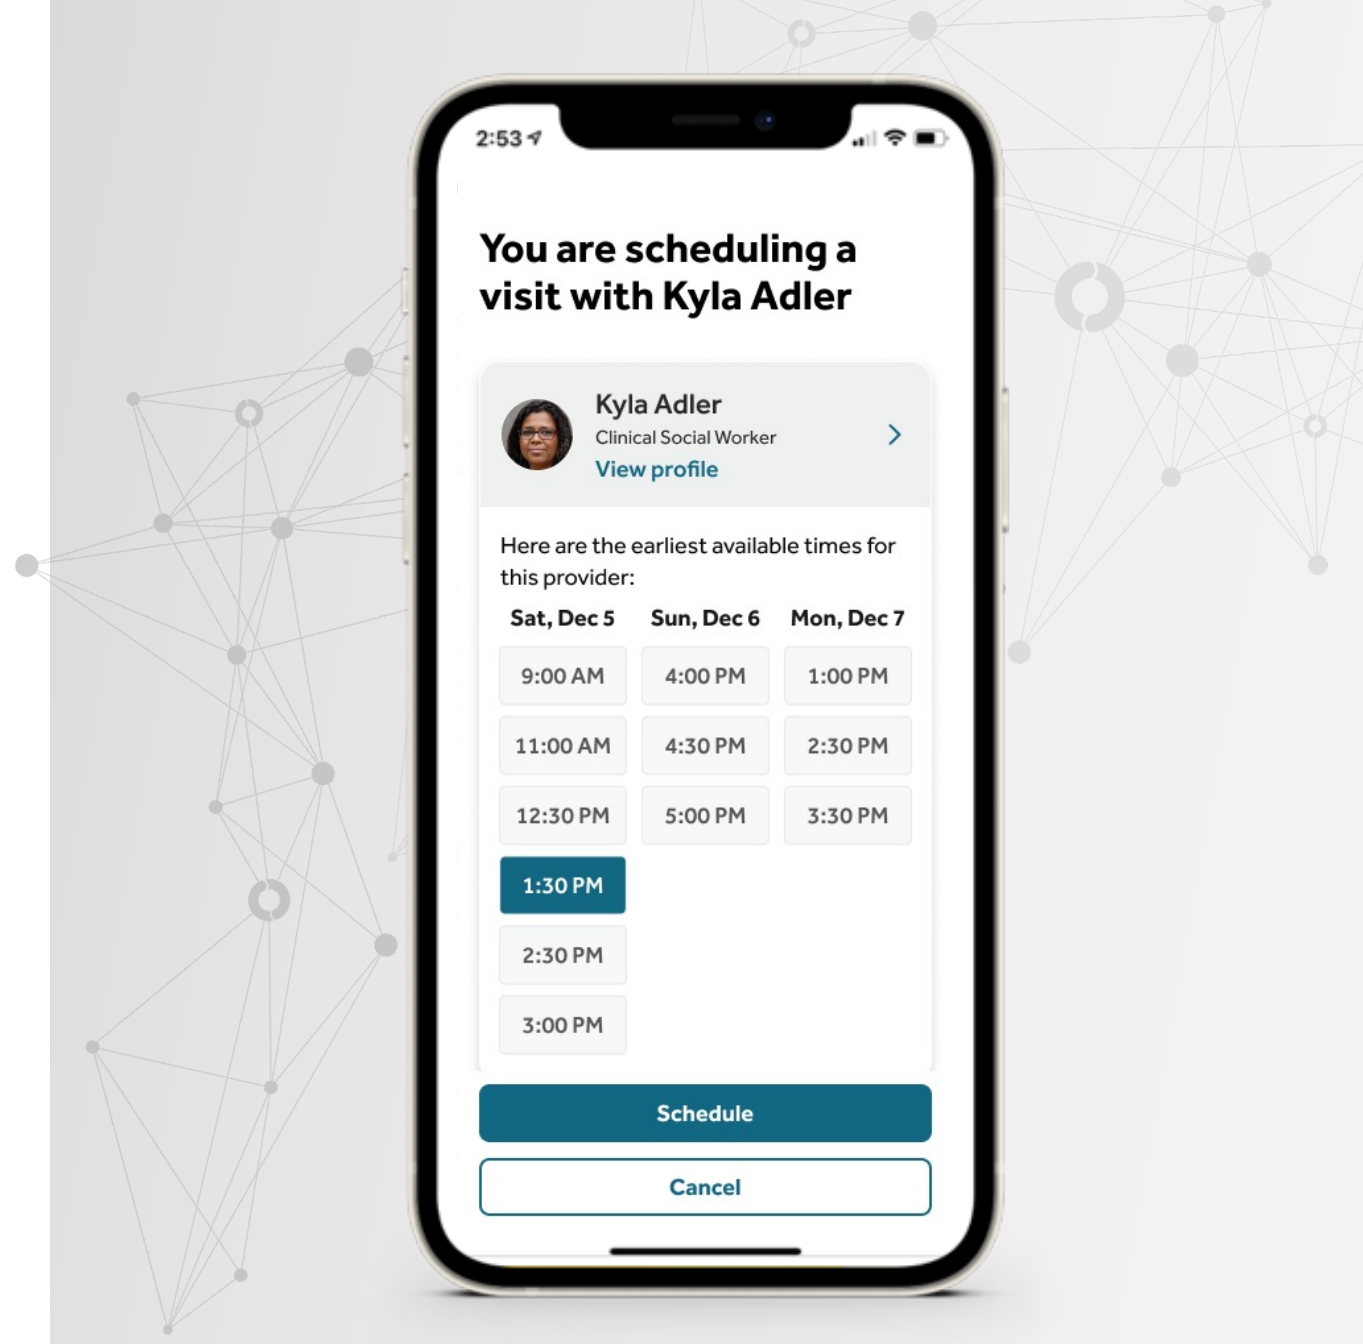 2:53
You are scheduling a
visit with Kyla Adler
Kyla Adler
Clinical Social Worker
View profile
Here are the earliest available times for
this provider:
Sat, Dec 5 Sun, Dec 6 Mon, Dec 7
9:00 AM 4:00 PM 1:00 PM
11:00 AM 4:30 PM 2:30 PM
12:30 PM 5:00 PM 3:30 PM
1:30 PM
2:30 PM
3:00 PM
Schedule
Cancel